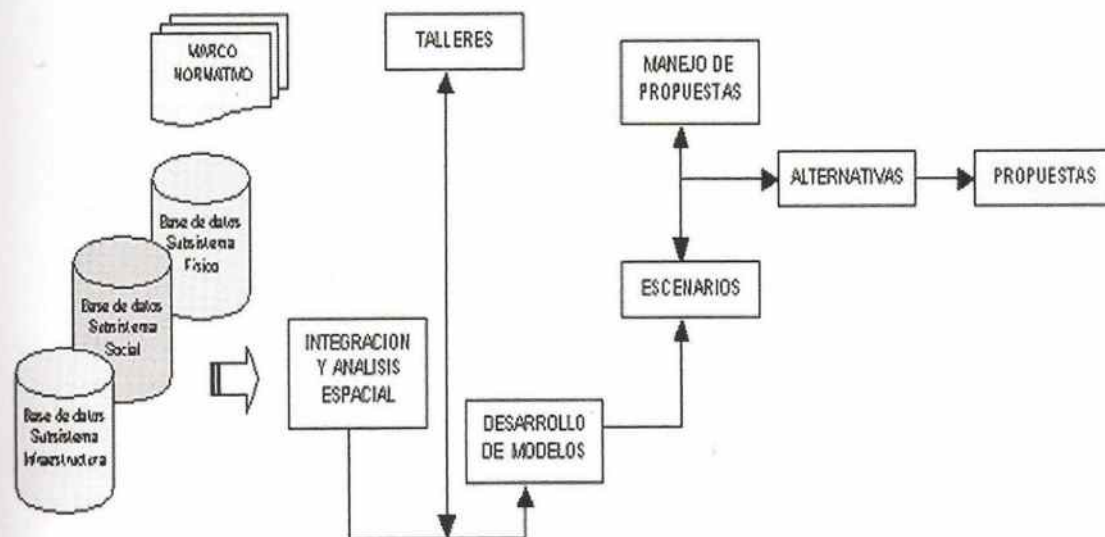 MARCO
NORMATIVO
TALLERES
MANEJO DE
PROPUESTAS
ALTERNATIVAS
PROPUESTAS
Base de datos
Subsistema
Físico
Base de datos
Subsistema
Social
Base de datos
Subsistema
Infraestructura
INTEGRACION
Y ANALISIS
ESPACIAL
ESCENARIOS
DESARROLLO
DE MODELOS